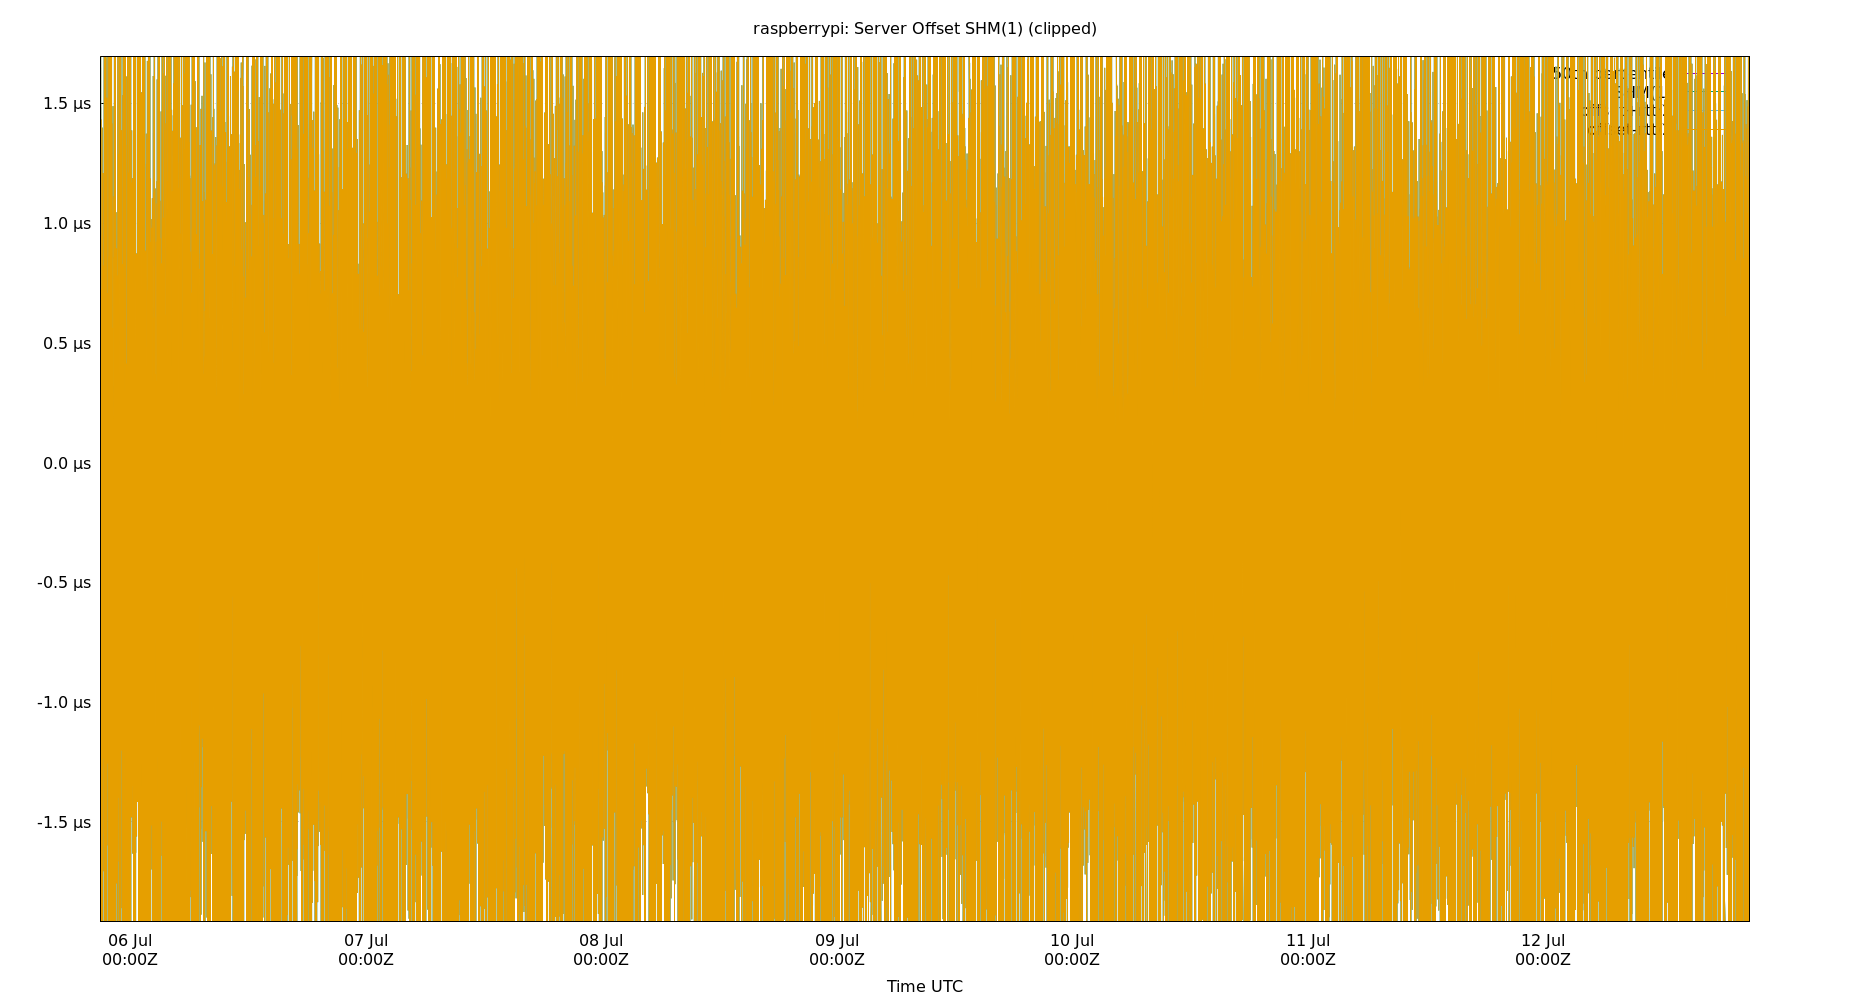 raspberrypi: Server Offset SHM(1) (clipped)
1.5 µs
1.0 µs
0.5 µs
0.0 µs
-0.5 µs
-1.0 µs
-1.5 µs
06 Jul 07 Jul 08 Jul 09 Jul 10 Jul 11 Jul 12 Jul
00:00Z 00:00Z 00:00Z 00:00Z 00:00Z 00:00Z 00:00Z
Time UTC